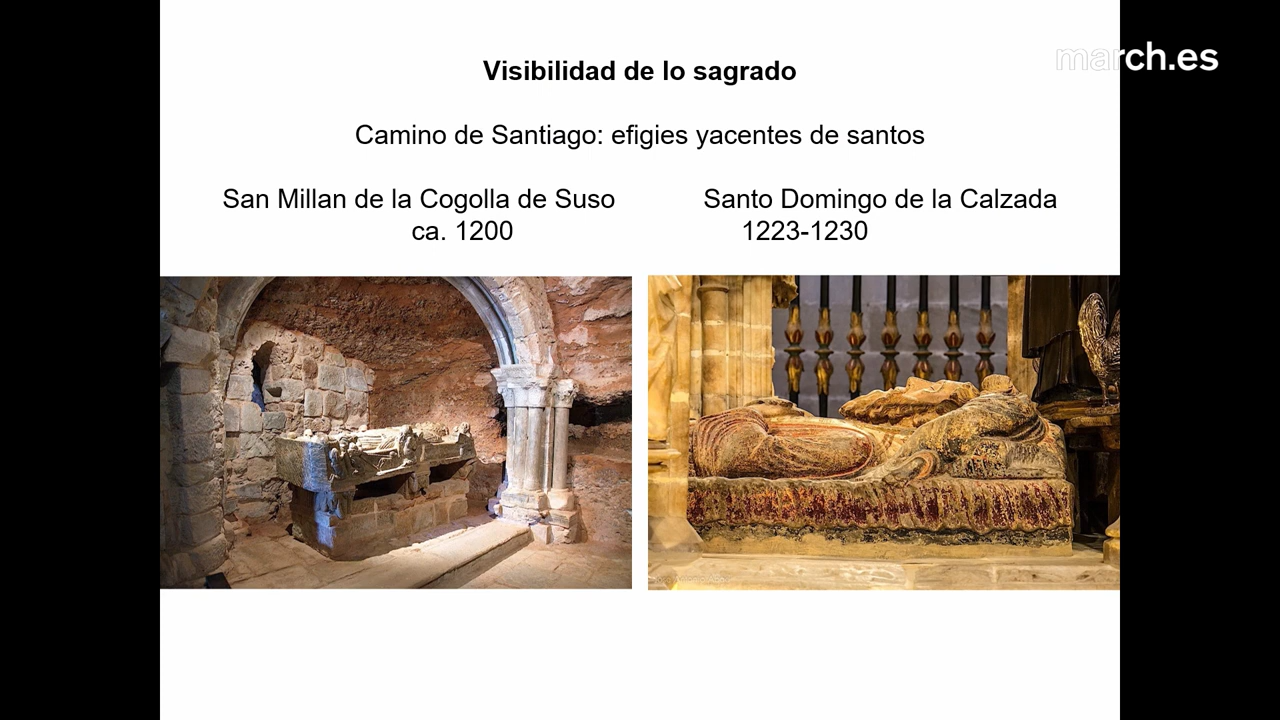 march.es
Visibilidad de lo sagrado
Camino de Santiago: efigies yacentes de santos
San Millan de la Cogolla de Suso
ca. 1200
Santo Domingo de la Calzada
1223-1230